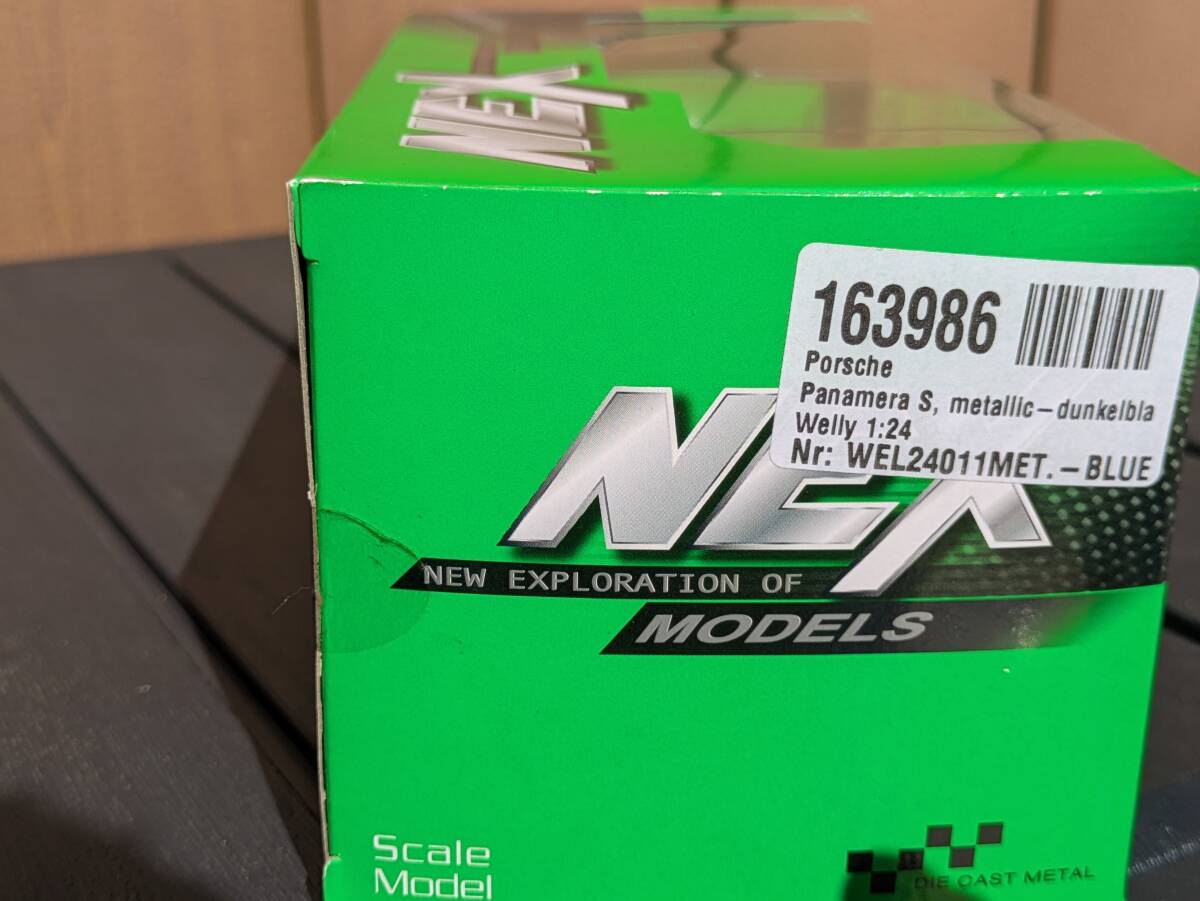 NEX
163986
Porsche
Panamera S, metallic-dunkelbla
Welly 1:24
Nr: WEL24011MET.-BLUE
NEX
NEW EXPLORATION OF
MODELS
Scale
Model
DIE CAST METAL